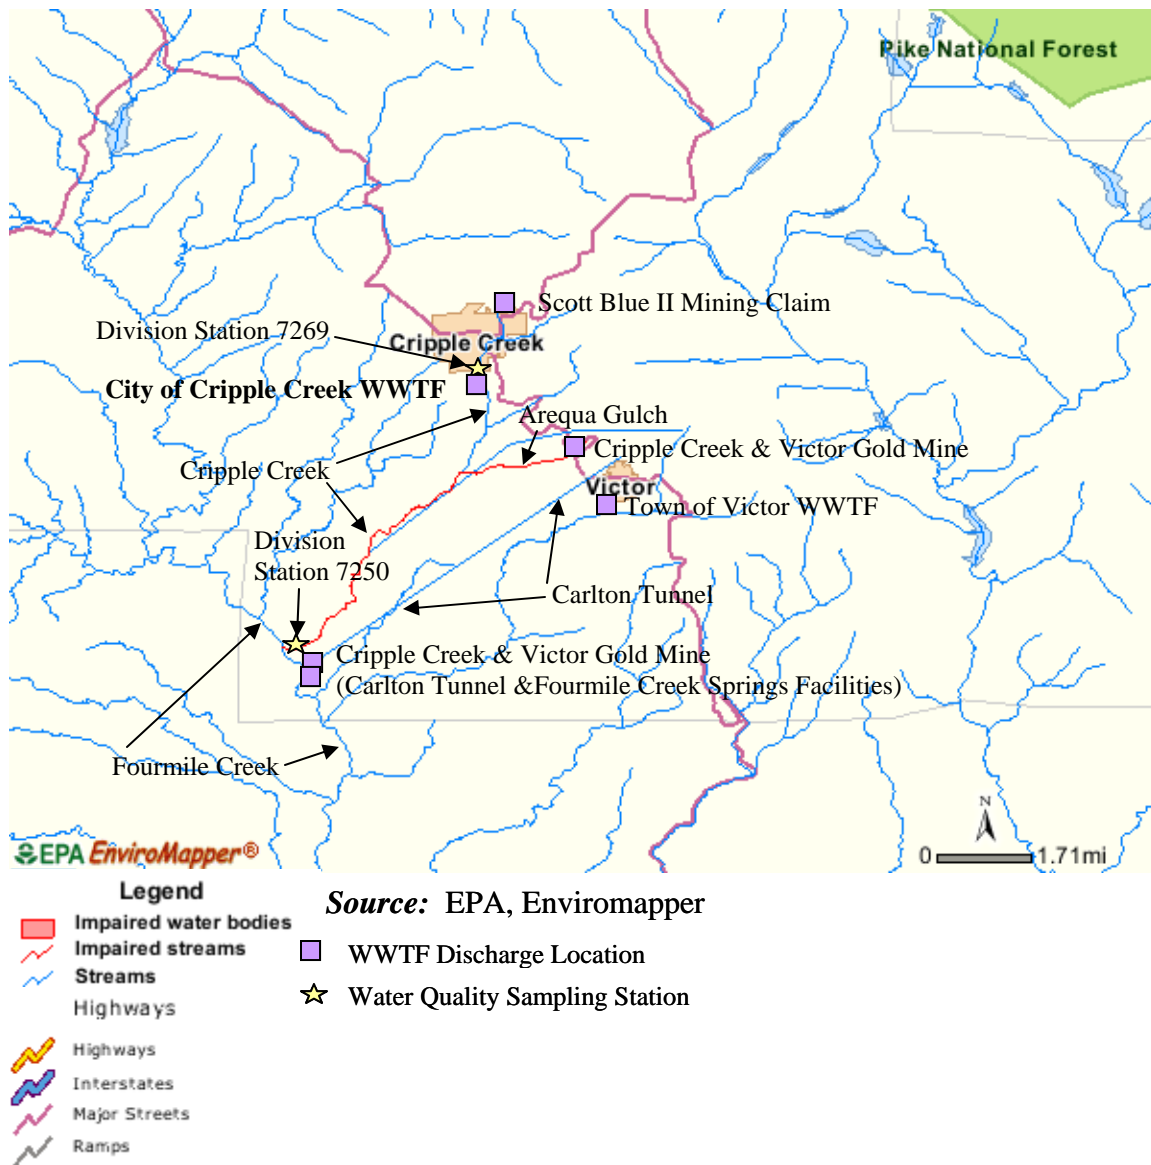 Pike National Forest
Scott Blue II Mining Claim
Division Station 7269
Cripple Creek
City of Cripple Creek WWTF
Arequa Gulch
Cripple Creek & Victor Gold Mine
Cripple Creek
Victor
Town of Victor WWTF
Division
Station 7250
Carlton Tunnel
Cripple Creek & Victor Gold Mine
(Carlton Tunnel &Fourmile Creek Springs Facilities)
Fourmile Creek
N
EPA EnviroMapper®
0 1.71mi
Legend
Source: EPA, Enviromapper
Impaired water bodies
Impaired streams
WWTF Discharge Location
Streams
Water Quality Sampling Station
Highways
Highways
Interstates
Major Streets
Ramps